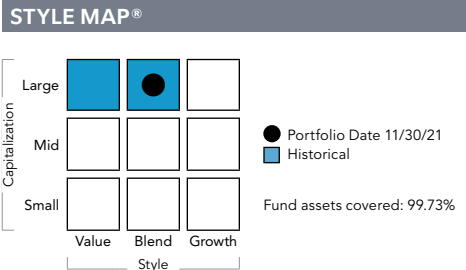 STYLE MAP®
Large
Mid
Small
Capitalization
Value Blend Growth
Style
Portfolio Date 11/30/21
Historical
Fund assets covered: 99.73%